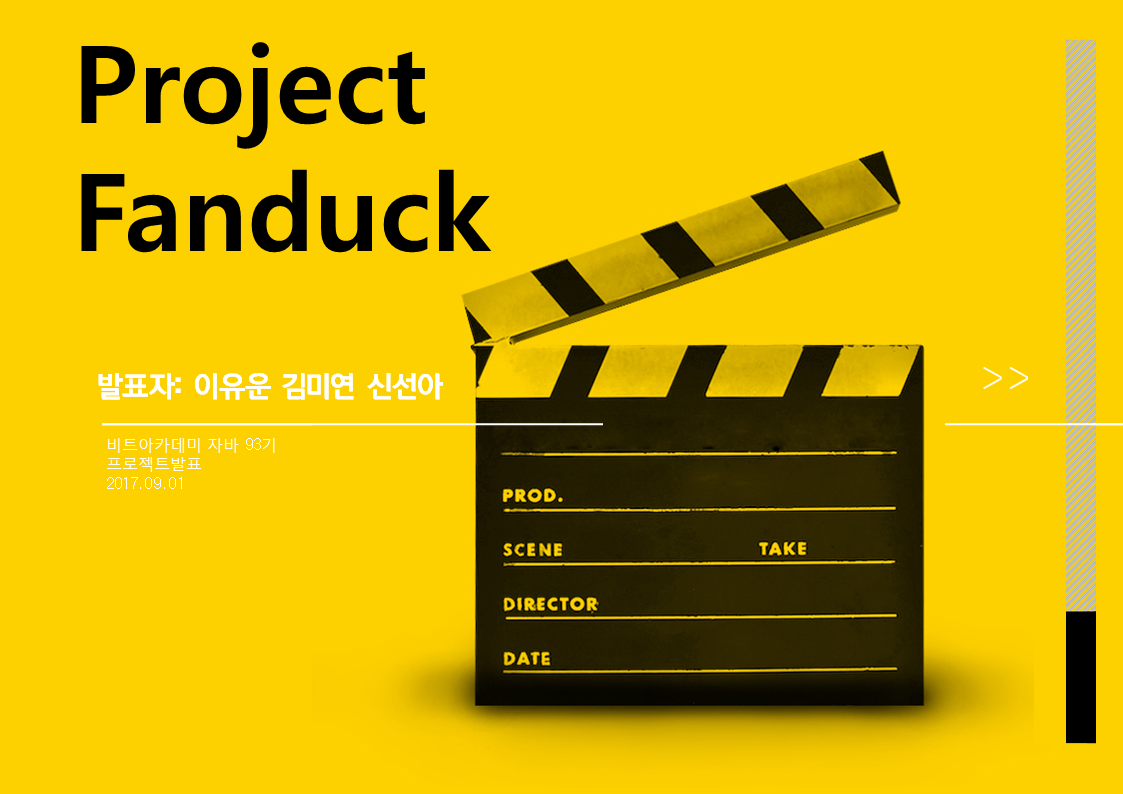 Project
Fanduck
발표자: 이유운 김미연 신선아
>>
비트아카데미 자바 93기
프로젝트발표
2017.09.01
PROD.
SCENE TAKE
DIRECTOR
DATE